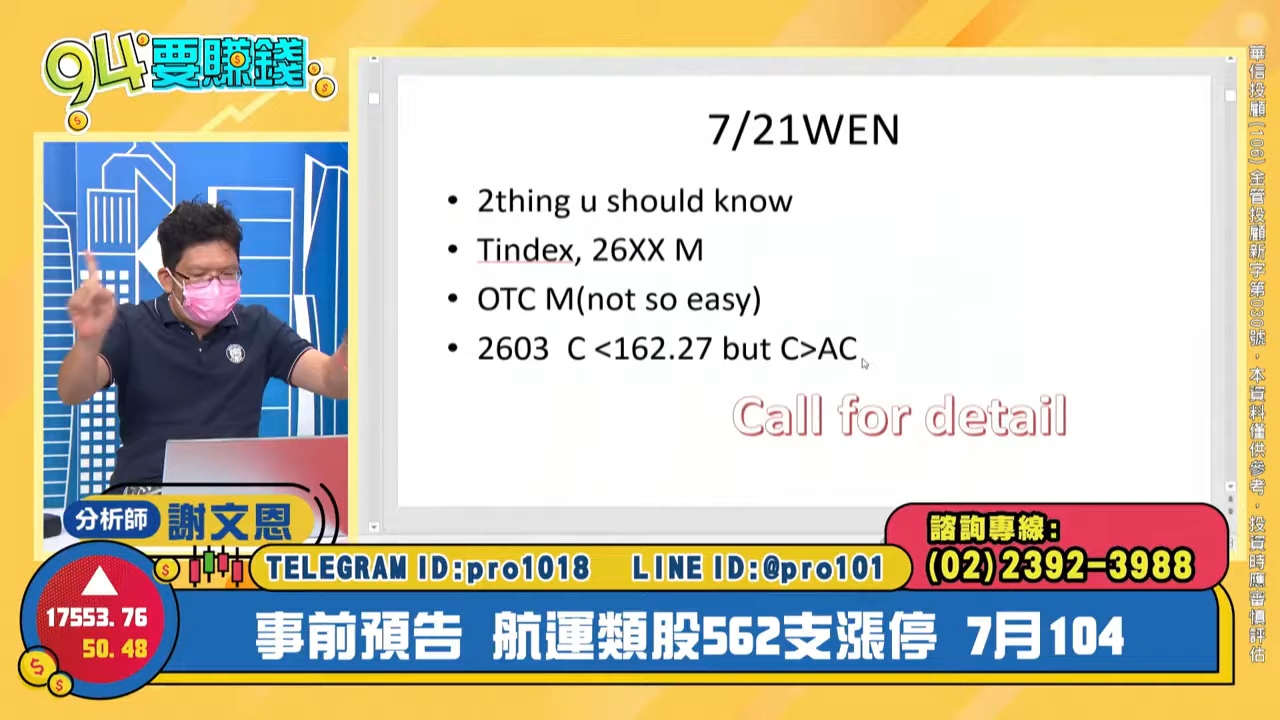 94要賺錢
7/21WEN
• 2thing u should know
• Tindex, 26XX M
• OTC M(not so easy)
• 2603 C <162.27 but C>AC
Call for detail
華信投顧(106)金管投顧新字第030號，本資料僅供參考，投資時應審慎評估
分析師 謝文恩
諮詢專線:
(02)2392-3988
TELEGRAM ID:pro1018 LINE ID:@pro101
17553.76
50.48
事前預告 航運類股562支漲停 7月104